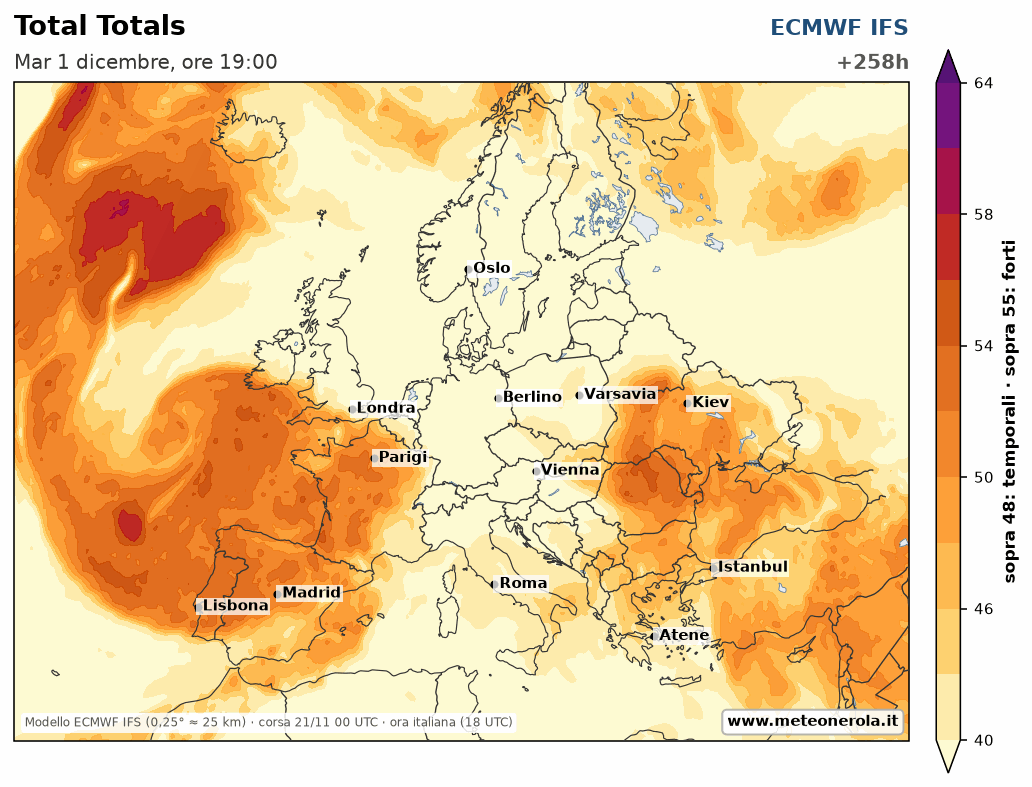 Total Totals
ECMWF IFS
Mar 1 dicembre, ore 19:00
+258h
64
58
54
50
46
40
sopra 48: temporali · sopra 55: forti
Oslo
Berlino
Varsavia
Kiev
Londra
Parigi
Vienna
Istanbul
Roma
Madrid
Lisbona
Atene
Modello ECMWF IFS (0,25° ≈ 25 km) · corsa 21/11 00 UTC · ora italiana (18 UTC)
www.meteonerola.it